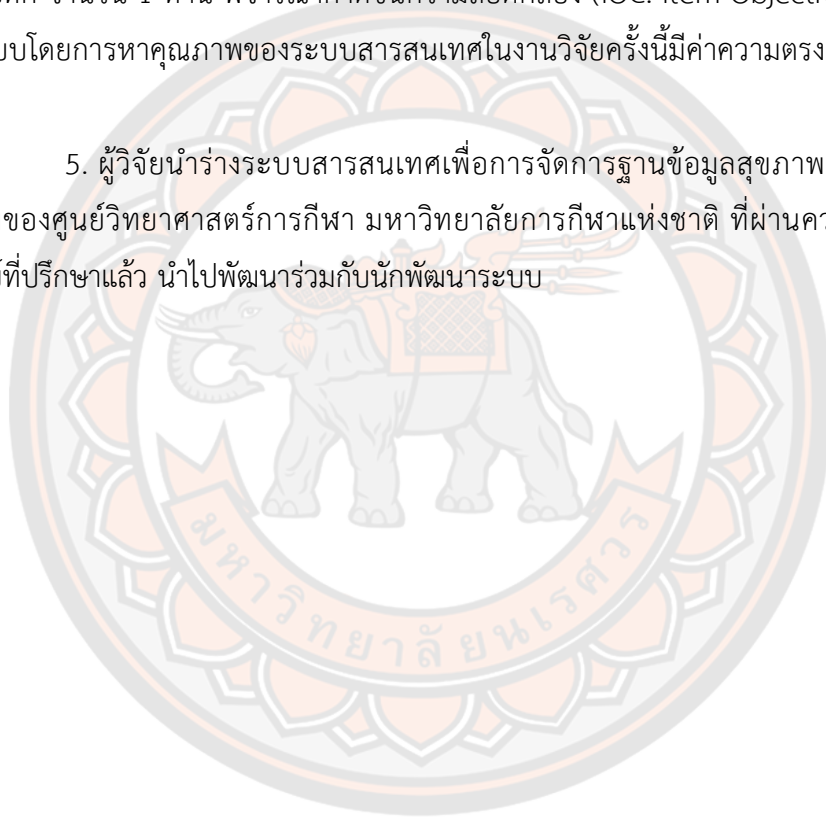 จำนวน 1 ท่าน พิจารณาค่าดัชนีความสอดคล้อง (IOC: Item Objecti
บบโดยการหาคุณภาพของระบบสารสนเทศในงานวิจัยครั้งนี้มีค่าความตรง
5. ผู้วิจัยนำร่างระบบสารสนเทศเพื่อการจัดการฐานข้อมูลสุขภาพ
ของศูนย์วิทยาศาสตร์การกีฬา มหาวิทยาลัยการกีฬาแห่งชาติ ที่ผ่านคว
ที่ปรึกษาแล้ว นำไปพัฒนาร่วมกับนักพัฒนาระบบ
มหาวิทยาลัยนเรศวร